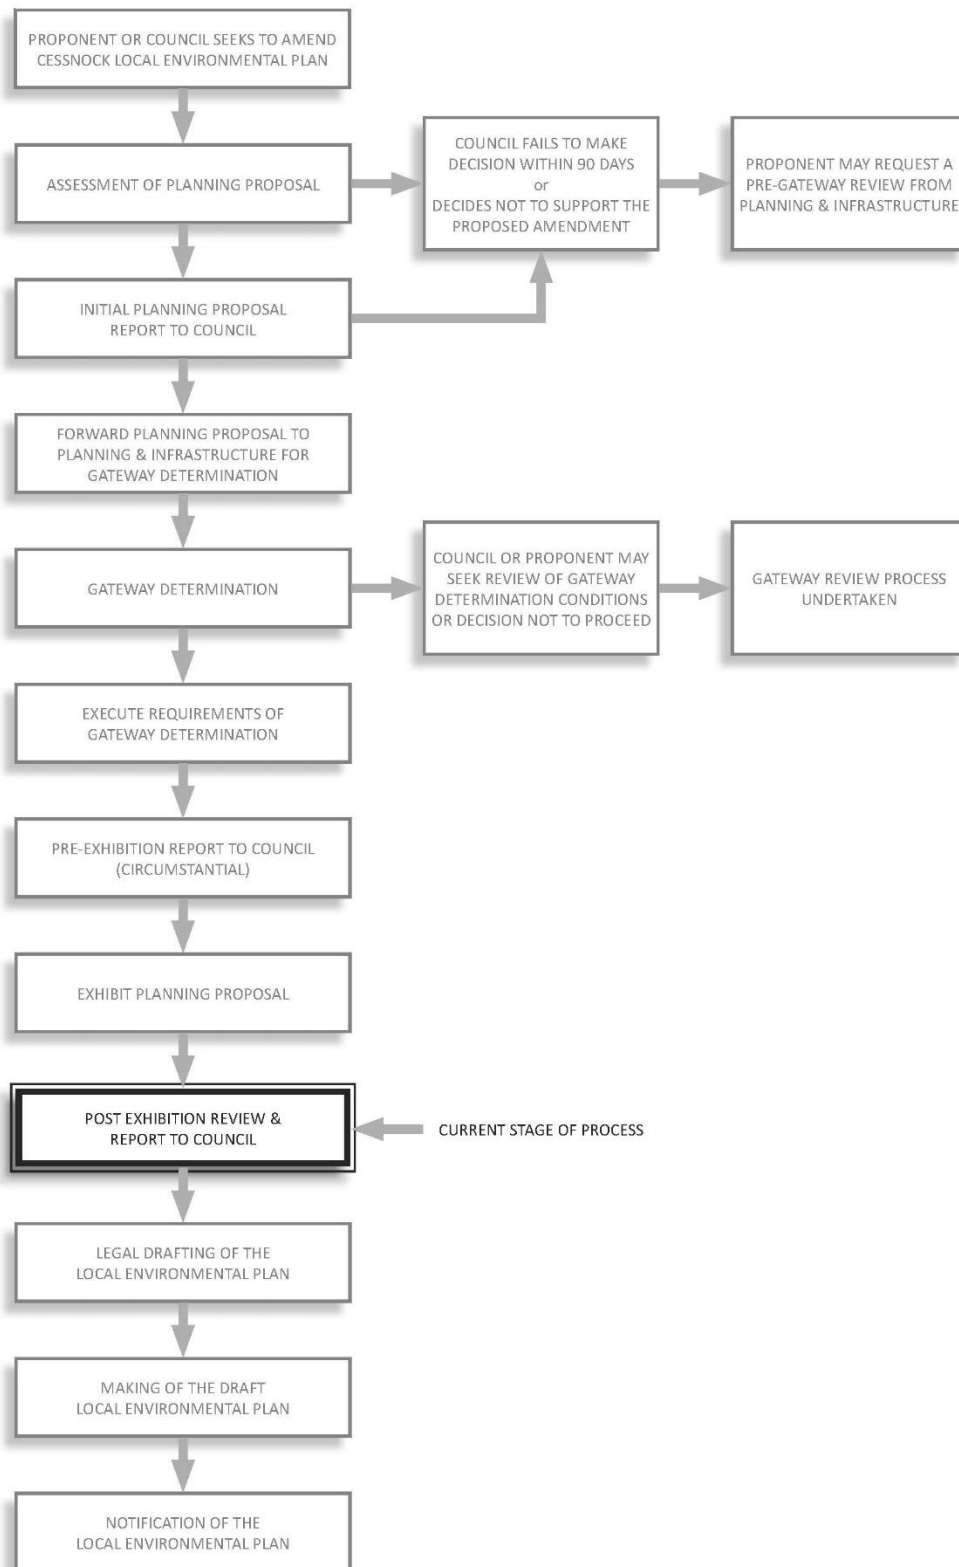 PROPONENT OR COUNCIL SEEKS TO AMEND
CESSNOCK LOCAL ENVIRONMENTAL PLAN
ASSESSMENT OF PLANNING PROPOSAL
COUNCIL FAILS TO MAKE
DECISION WITHIN 90 DAYS
or
DECIDES NOT TO SUPPORT THE
PROPOSED AMENDMENT
PROPONENT MAY REQUEST A
PRE-GATEWAY REVIEW FROM
PLANNING & INFRASTRUCTURE
INITIAL PLANNING PROPOSAL
REPORT TO COUNCIL
FORWARD PLANNING PROPOSAL TO
PLANNING & INFRASTRUCTURE FOR
GATEWAY DETERMINATION
GATEWAY DETERMINATION
COUNCIL OR PROPONENT MAY
SEEK REVIEW OF GATEWAY
DETERMINATION CONDITIONS
OR DECISION NOT TO PROCEED
GATEWAY REVIEW PROCESS
UNDERTAKEN
EXECUTE REQUIREMENTS OF
GATEWAY DETERMINATION
PRE-EXHIBITION REPORT TO COUNCIL
(CIRCUMSTANTIAL)
EXHIBIT PLANNING PROPOSAL
POST EXHIBITION REVIEW &
REPORT TO COUNCIL
CURRENT STAGE OF PROCESS
LEGAL DRAFTING OF THE
LOCAL ENVIRONMENTAL PLAN
MAKING OF THE DRAFT
LOCAL ENVIRONMENTAL PLAN
NOTIFICATION OF THE
LOCAL ENVIRONMENTAL PLAN